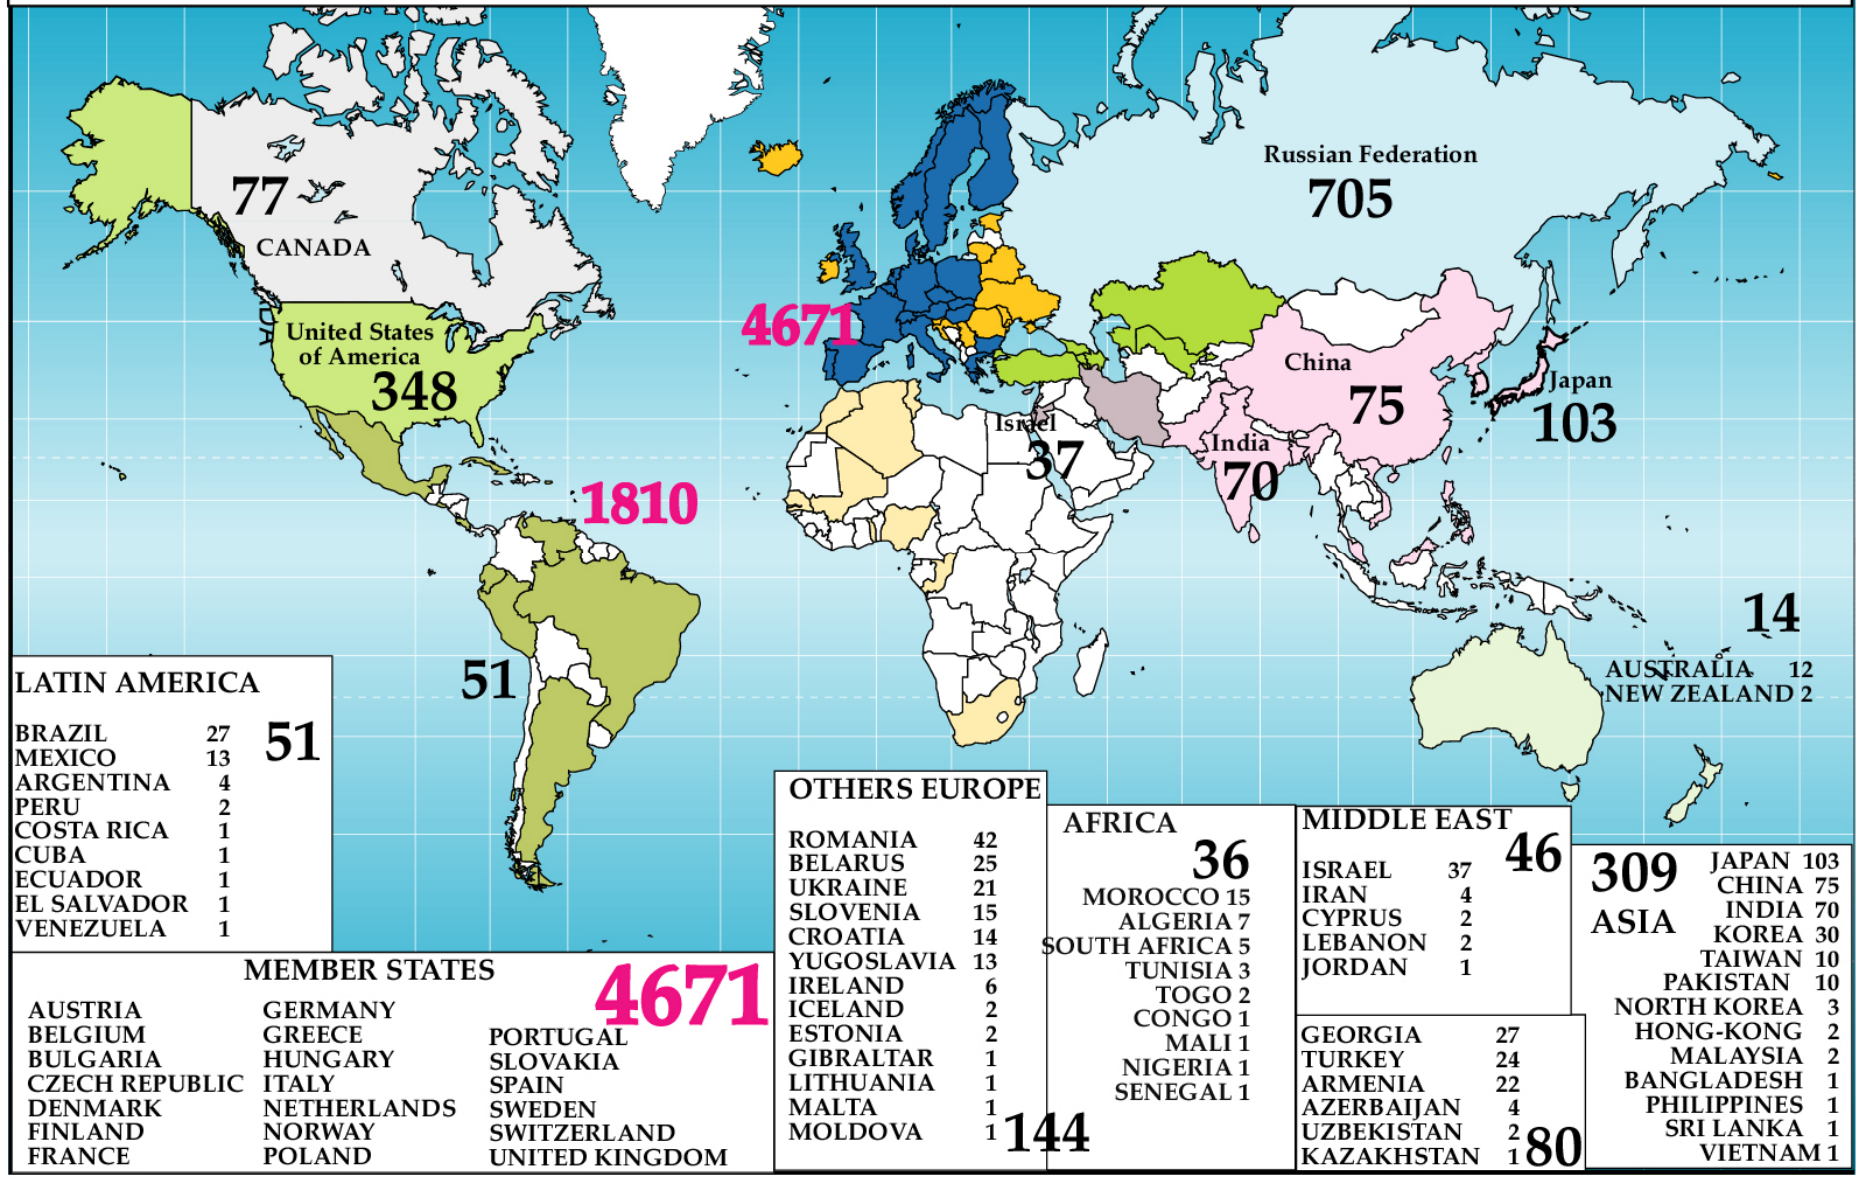 Russian Federation
705
77
CANADA
NADA
4671
United States
of America
348
China
75
Japan
103
Israel
37
India
70
1810
14
AUSTRALIA 12
NEW ZEALAND 2
51
LATIN AMERICA
51
BRAZIL 27
MEXICO 13
ARGENTINA 4
PERU 2
COSTA RICA 1
CUBA 1
ECUADOR 1
EL SALVADOR 1
VENEZUELA 1
MEMBER STATES
4671
AUSTRIA
BELGIUM
BULGARIA
CZECH REPUBLIC
DENMARK
FINLAND
FRANCE
GERMANY
GREECE
HUNGARY
ITALY
NETHERLANDS
NORWAY
POLAND
PORTUGAL
SLOVAKIA
SPAIN
SWEDEN
SWITZERLAND
UNITED KINGDOM
OTHERS EUROPE
ROMANIA 42
BELARUS 25
UKRAINE 21
SLOVENIA 15
CROATIA 14
YUGOSLAVIA 13
IRELAND 6
ICELAND 2
ESTONIA 2
GIBRALTAR 1
LITHUANIA 1
MALTA 1
MOLDOVA 1
144
AFRICA
36
MOROCCO 15
ALGERIA 7
SOUTH AFRICA 5
TUNISIA 3
TOGO 2
CONGO 1
MALI 1
NIGERIA 1
SENEGAL 1
MIDDLE EAST
46
ISRAEL 37
IRAN 4
CYPRUS 2
LEBANON 2
JORDAN 1
GEORGIA 27
TURKEY 24
ARMENIA 22
AZERBAIJAN 4
UZBEKISTAN 2
KAZAKHSTAN 1
80
309
ASIA
JAPAN 103
CHINA 75
INDIA 70
KOREA 30
TAIWAN 10
PAKISTAN 10
NORTH KOREA 3
HONG-KONG 2
MALAYSIA 2
BANGLADESH 1
PHILIPPINES 1
SRI LANKA 1
VIETNAM 1